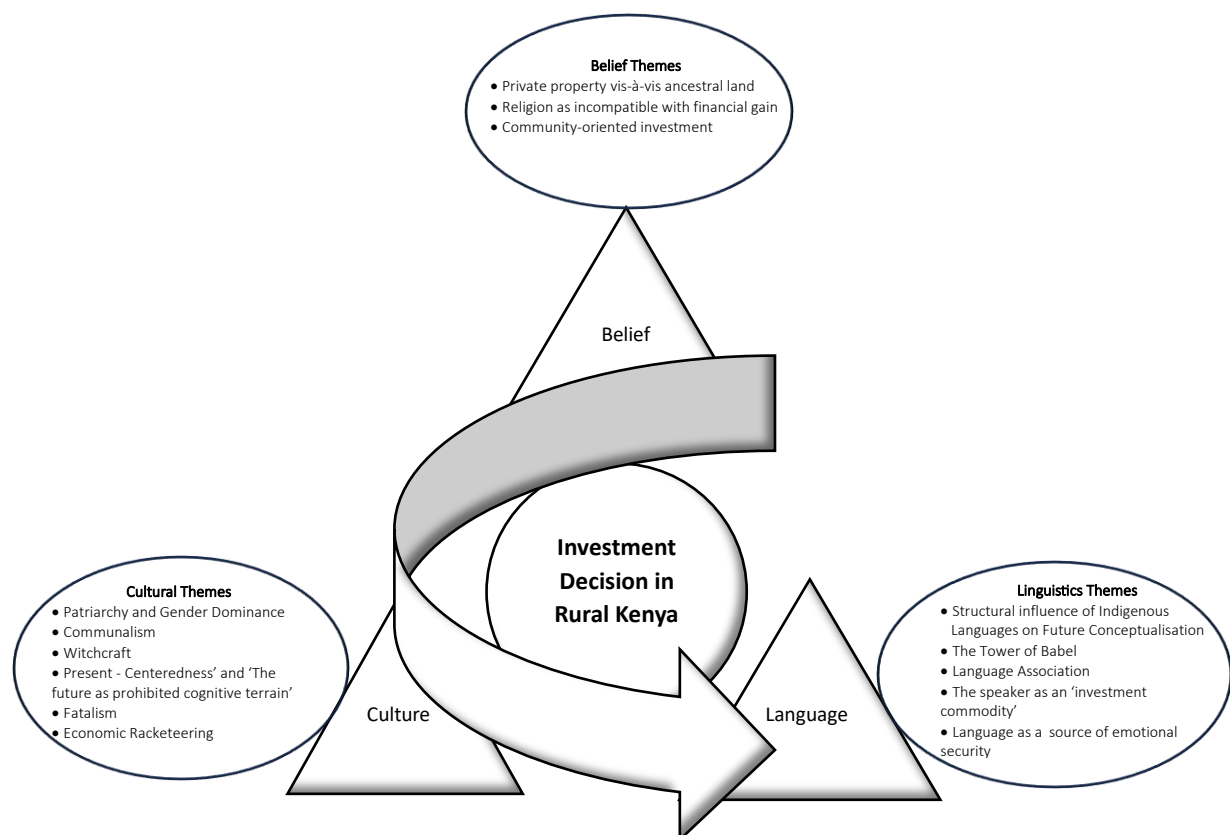 Belief Themes
• Private property vis-à-vis ancestral land
• Religion as incompatible with financial gain
• Community-oriented investment
Belief
Investment
Decision in
Rural Kenya
Cultural Themes
• Patriarchy and Gender Dominance
• Communalism
• Witchcraft
• Present - Centeredness’ and ‘The
future as prohibited cognitive terrain’
• Fatalism
• Economic Racketeering
Culture
Language
Linguistics Themes
• Structural influence of Indigenous
Languages on Future Conceptualisation
• The Tower of Babel
• Language Association
• The speaker as an ‘investment
commodity’
• Language as a source of emotional
security